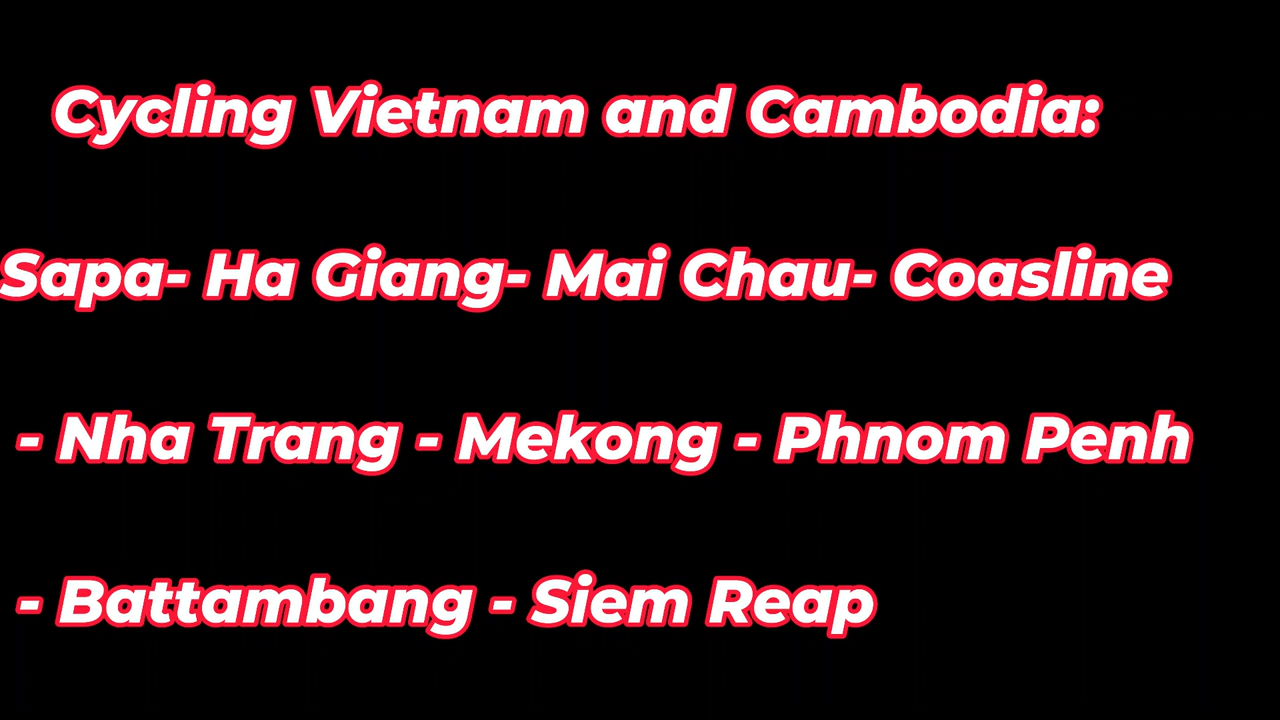 Cycling Vietnam and Cambodia:
Sapa- Ha Giang- Mai Chau- Coasline
- Nha Trang - Mekong - Phnom Penh
- Battambang - Siem Reap